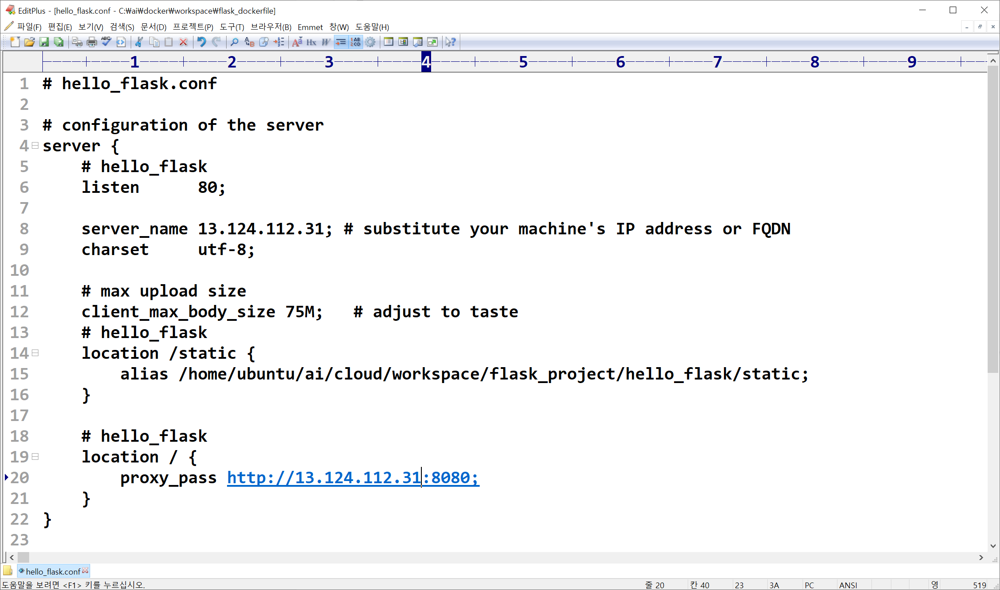 EditPlus - [hello_flask.conf - C:₩ai₩docker₩workspace₩flask_dockerfile]
파일(F) 편집(E) 보기(V) 검색(S) 문서(D) 프로젝트(P) 도구(T) 브라우저(B) Emmet 창(W) 도움말(H)
1 2 3 4 5 6 7 8 9
1 # hello_flask.conf
2
3 # configuration of the server
4 server {
5     # hello_flask
6     listen      80;
7
8     server_name 13.124.112.31; # substitute your machine's IP address or FQDN
9     charset     utf-8;
10
11     # max upload size
12     client_max_body_size 75M;   # adjust to taste
13     # hello_flask
14     location /static {
15         alias /home/ubuntu/ai/cloud/workspace/flask_project/hello_flask/static;
16     }
17
18     # hello_flask
19     location / {
20         proxy_pass http://13.124.112.31:8080;
21     }
22 }
23
hello_flask.conf
도움말을 보려면 <F1> 키를 누르십시오. 줄 20 칸 40 23 3A PC ANSI 영 519